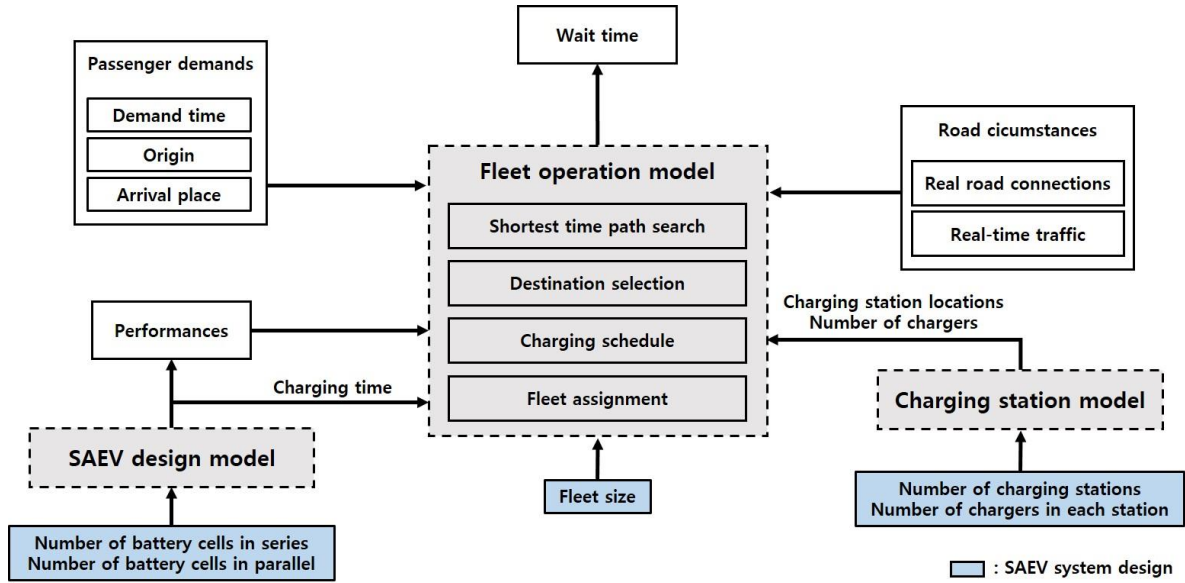 Wait time
Passenger demands
Demand time
Origin
Arrival place
Road cicumstances
Real road connections
Real-time traffic
Fleet operation model
Shortest time path search
Destination selection
Charging schedule
Fleet assignment
Performances
Charging time
Charging station locations
Number of chargers
Charging station model
SAEV design model
Fleet size
Number of charging stations
Number of chargers in each station
Number of battery cells in series
Number of battery cells in parallel
: SAEV system design